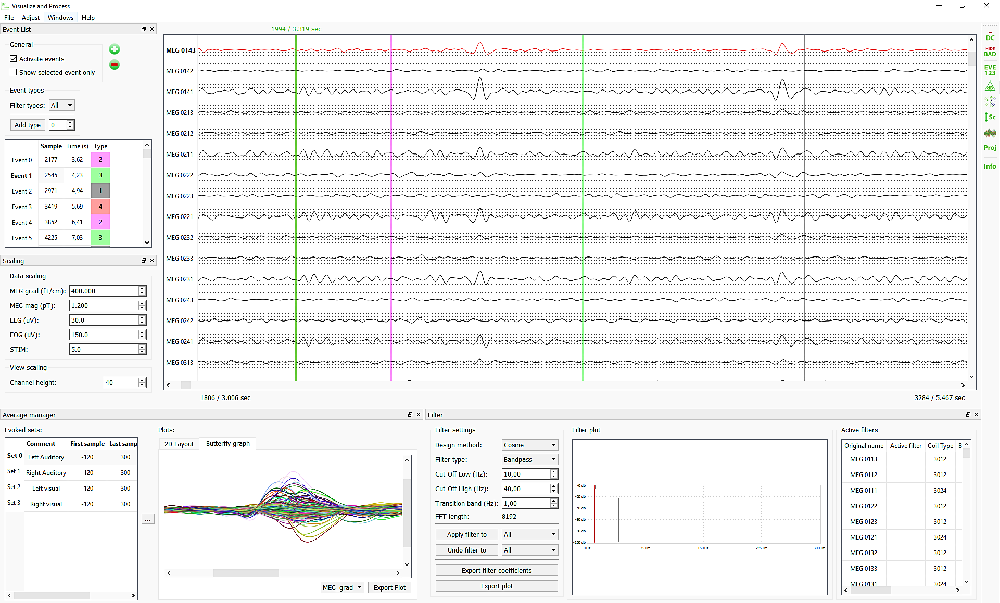 Visualize and Process
File Adjust Windows Help
Event List
General
Activate events
Show selected event only
Event types
Filter types: All
Add type 0
Sample Time (s) Type
Event 0 2177 3,62 2
Event 1 2545 4,23 3
Event 2 2971 4,94 1
Event 3 3419 5,69 4
Event 4 3852 6,41 2
Event 5 4225 7,03 3
Scaling
Data scaling
MEG grad (fT/cm): 400.000
MEG mag (pT): 1.200
EEG (uV): 30.0
EOG (uV): 150.0
STIM: 5.0
View scaling
Channel height: 40
1994 / 3.319 sec
MEG 0143
MEG 0142
MEG 0141
MEG 0213
MEG 0212
MEG 0211
MEG 0222
MEG 0223
MEG 0221
MEG 0232
MEG 0233
MEG 0231
MEG 0243
MEG 0242
MEG 0241
MEG 0313
1806 / 3.006 sec
3284 / 5.467 sec
DC
HIDE
BAD
EVE
123
dB
Sc
Proj
Info
Average manager
Evoked sets:
Comment First sample Last samp
Set 0 Left Auditory -120 300
Set 1 Right Auditory -120 300
Set 2 Left visual -120 300
Set 3 Right visual -120 300
...
Plots:
2D Layout Butterfly graph
MEG_grad Export Plot
Filter
Filter settings
Design method: Cosine
Filter type: Bandpass
Cut-Off Low (Hz): 10,00
Cut-Off High (Hz): 40,00
Transition band (Hz): 1,00
FFT length: 8192
Apply filter to All
Undo filter to All
Export filter coefficients
Export plot
Filter plot
-0 db
-20 db
-40 db
-60 db
-80 db
-100 db
0 Hz 75 Hz 150 Hz 225 Hz 300 Hz
Active filters
Original name Active filter Coil Type B
MEG 0113 3012
MEG 0112 3012
MEG 0111 3024
MEG 0122 3012
MEG 0123 3012
MEG 0121 3024
MEG 0132 3012
MEG 0133 3012
MEG 0131 3024